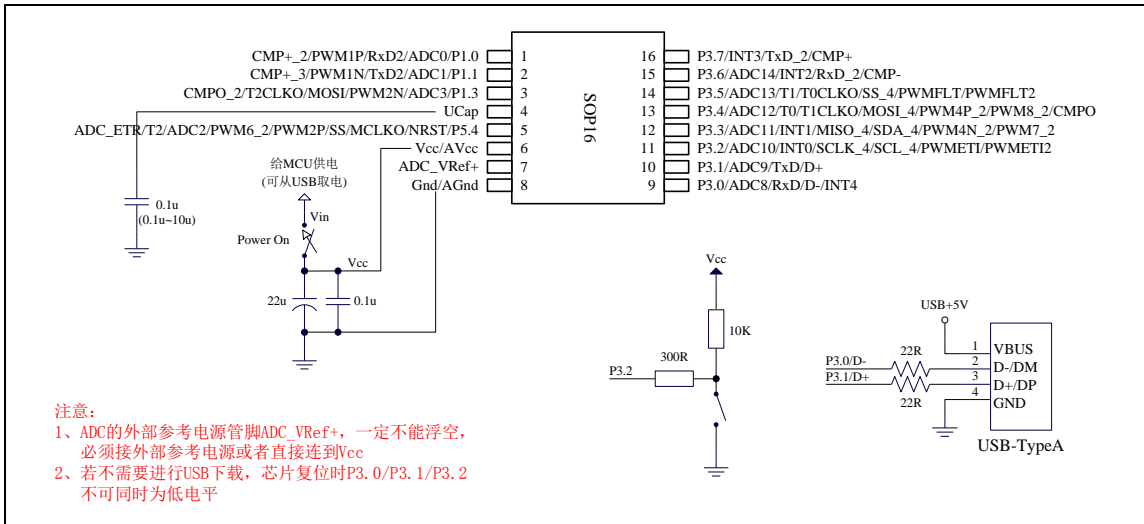 CMP+_2/PWM1P/RxD2/ADC0/P1.0 1
CMP+_3/PWM1N/TxD2/ADC1/P1.1 2
CMPO_2/T2CLKO/MOSI/PWM2N/ADC3/P1.3 3
UCap 4
ADC_ETR/T2/ADC2/PWM6_2/PWM2P/SS/MCLKO/NRST/P5.4 5
Vcc/AVcc 6
ADC_VRef+ 7
Gnd/AGnd 8
SOP16
16 P3.7/INT3/TxD_2/CMP+
15 P3.6/ADC14/INT2/RxD_2/CMP-
14 P3.5/ADC13/T1/T0CLKO/SS_4/PWMFLT/PWMFLT2
13 P3.4/ADC12/T0/T1CLKO/MOSI_4/PWM4P_2/PWM8_2/CMPO
12 P3.3/ADC11/INT1/MISO_4/SDA_4/PWM4N_2/PWM7_2
11 P3.2/ADC10/INT0/SCLK_4/SCL_4/PWMETI/PWMETI2
10 P3.1/ADC9/TxD/D+
9 P3.0/ADC8/RxD/D-/INT4
给MCU供电
(可从USB取电)
0.1u
(0.1u~10u)
Vin
Power On
Vcc
22u
0.1u
Vcc
10K
300R
P3.2
USB+5V
P3.0/D-
P3.1/D+
22R
22R
1 VBUS
2 D-/DM
3 D+/DP
4 GND
USB-TypeA
注意:
1、ADC的外部参考电源管脚ADC_VRef+，一定不能浮空，
必须接外部参考电源或者直接连到Vcc
2、若不需要进行USB下载，芯片复位时P3.0/P3.1/P3.2
不可同时为低电平